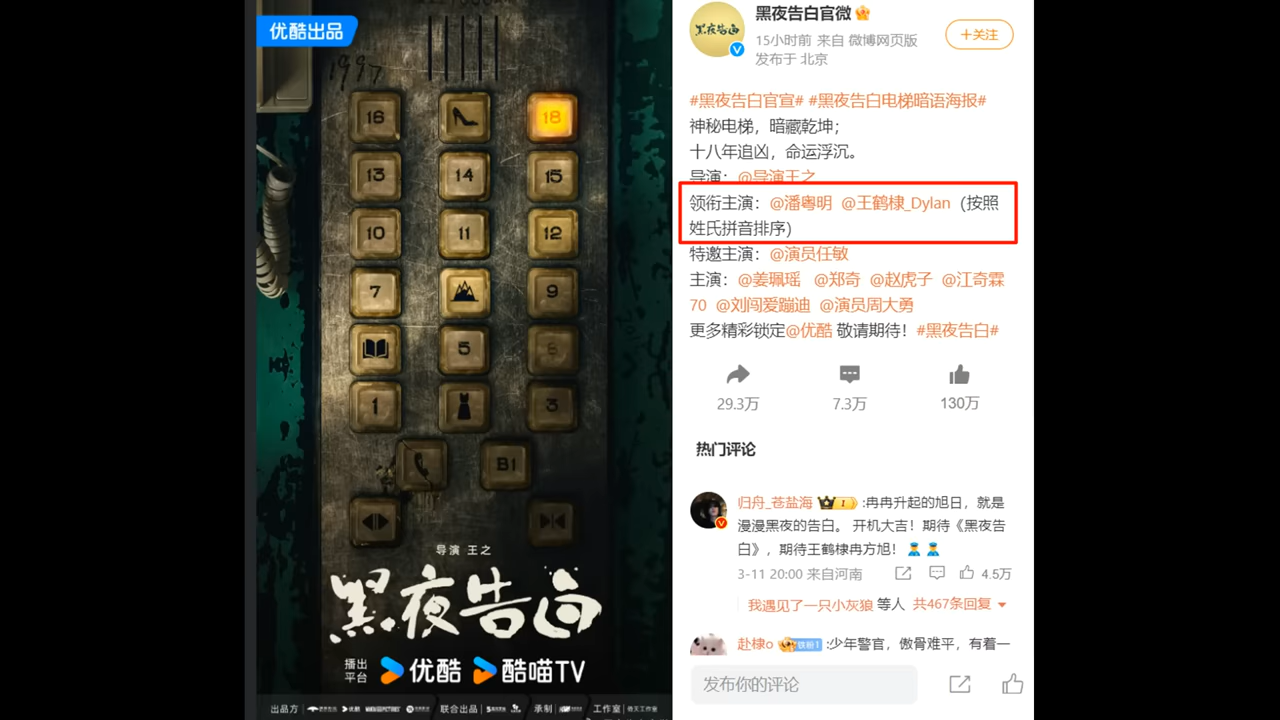 优酷出品
1997
16
18
13
14
15
10
11
12
7
9
5
6
1
3
B1
导演 王之
黑夜告白
播出平台
优酷
酷喵TV
出品方
优酷
联合出品
承制
工作室
黑夜告白官微
15小时前 来自 微博网页版
发布于 北京
+关注
#黑夜告白官宣# #黑夜告白电梯暗语海报#
神秘电梯，暗藏乾坤；
十八年追凶，命运浮沉。
导演：@导演王之
领衔主演：@潘粤明 @王鹤棣_Dylan（按照
姓氏拼音排序）
特邀主演：@演员任敏
主演：@姜珮瑶 @郑奇 @赵虎子 @江奇霖
70 @刘闯爱蹦迪 @演员周大勇
更多精彩锁定@优酷 敬请期待！#黑夜告白#
29.3万
7.3万
130万
热门评论
归舟_苍盐海 1 :冉冉升起的旭日，就是
漫漫黑夜的告白。 开机大吉！期待《黑夜告
白》，期待王鹤棣冉方旭！
3-11 20:00 来自河南
4.5万
我遇见了一只小灰狼 等人 共467条回复
赴棣o 铁粉1 :少年警官，傲骨难平，有着一
发布你的评论